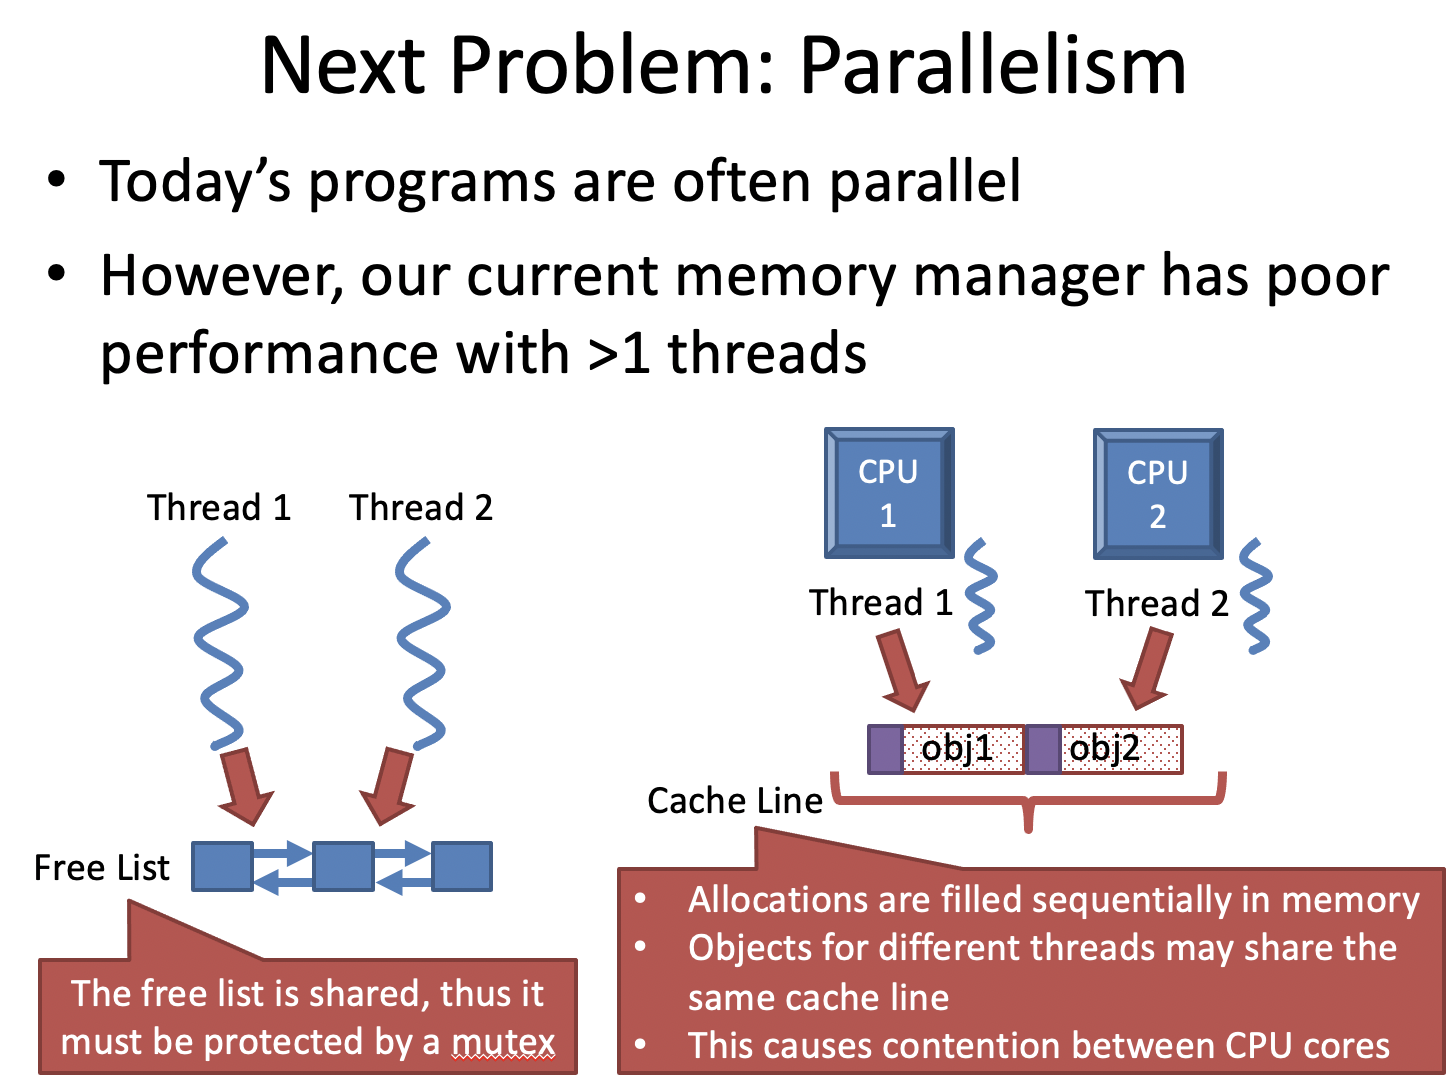 Next Problem: Parallelism
• Today’s programs are often parallel
• However, our current memory manager has poor
performance with >1 threads
Thread 1
Thread 2
Free List
The free list is shared, thus it
must be protected by a mutex
CPU
1
CPU
2
Thread 1
Thread 2
obj1
obj2
Cache Line
• Allocations are filled sequentially in memory
• Objects for different threads may share the
same cache line
• This causes contention between CPU cores